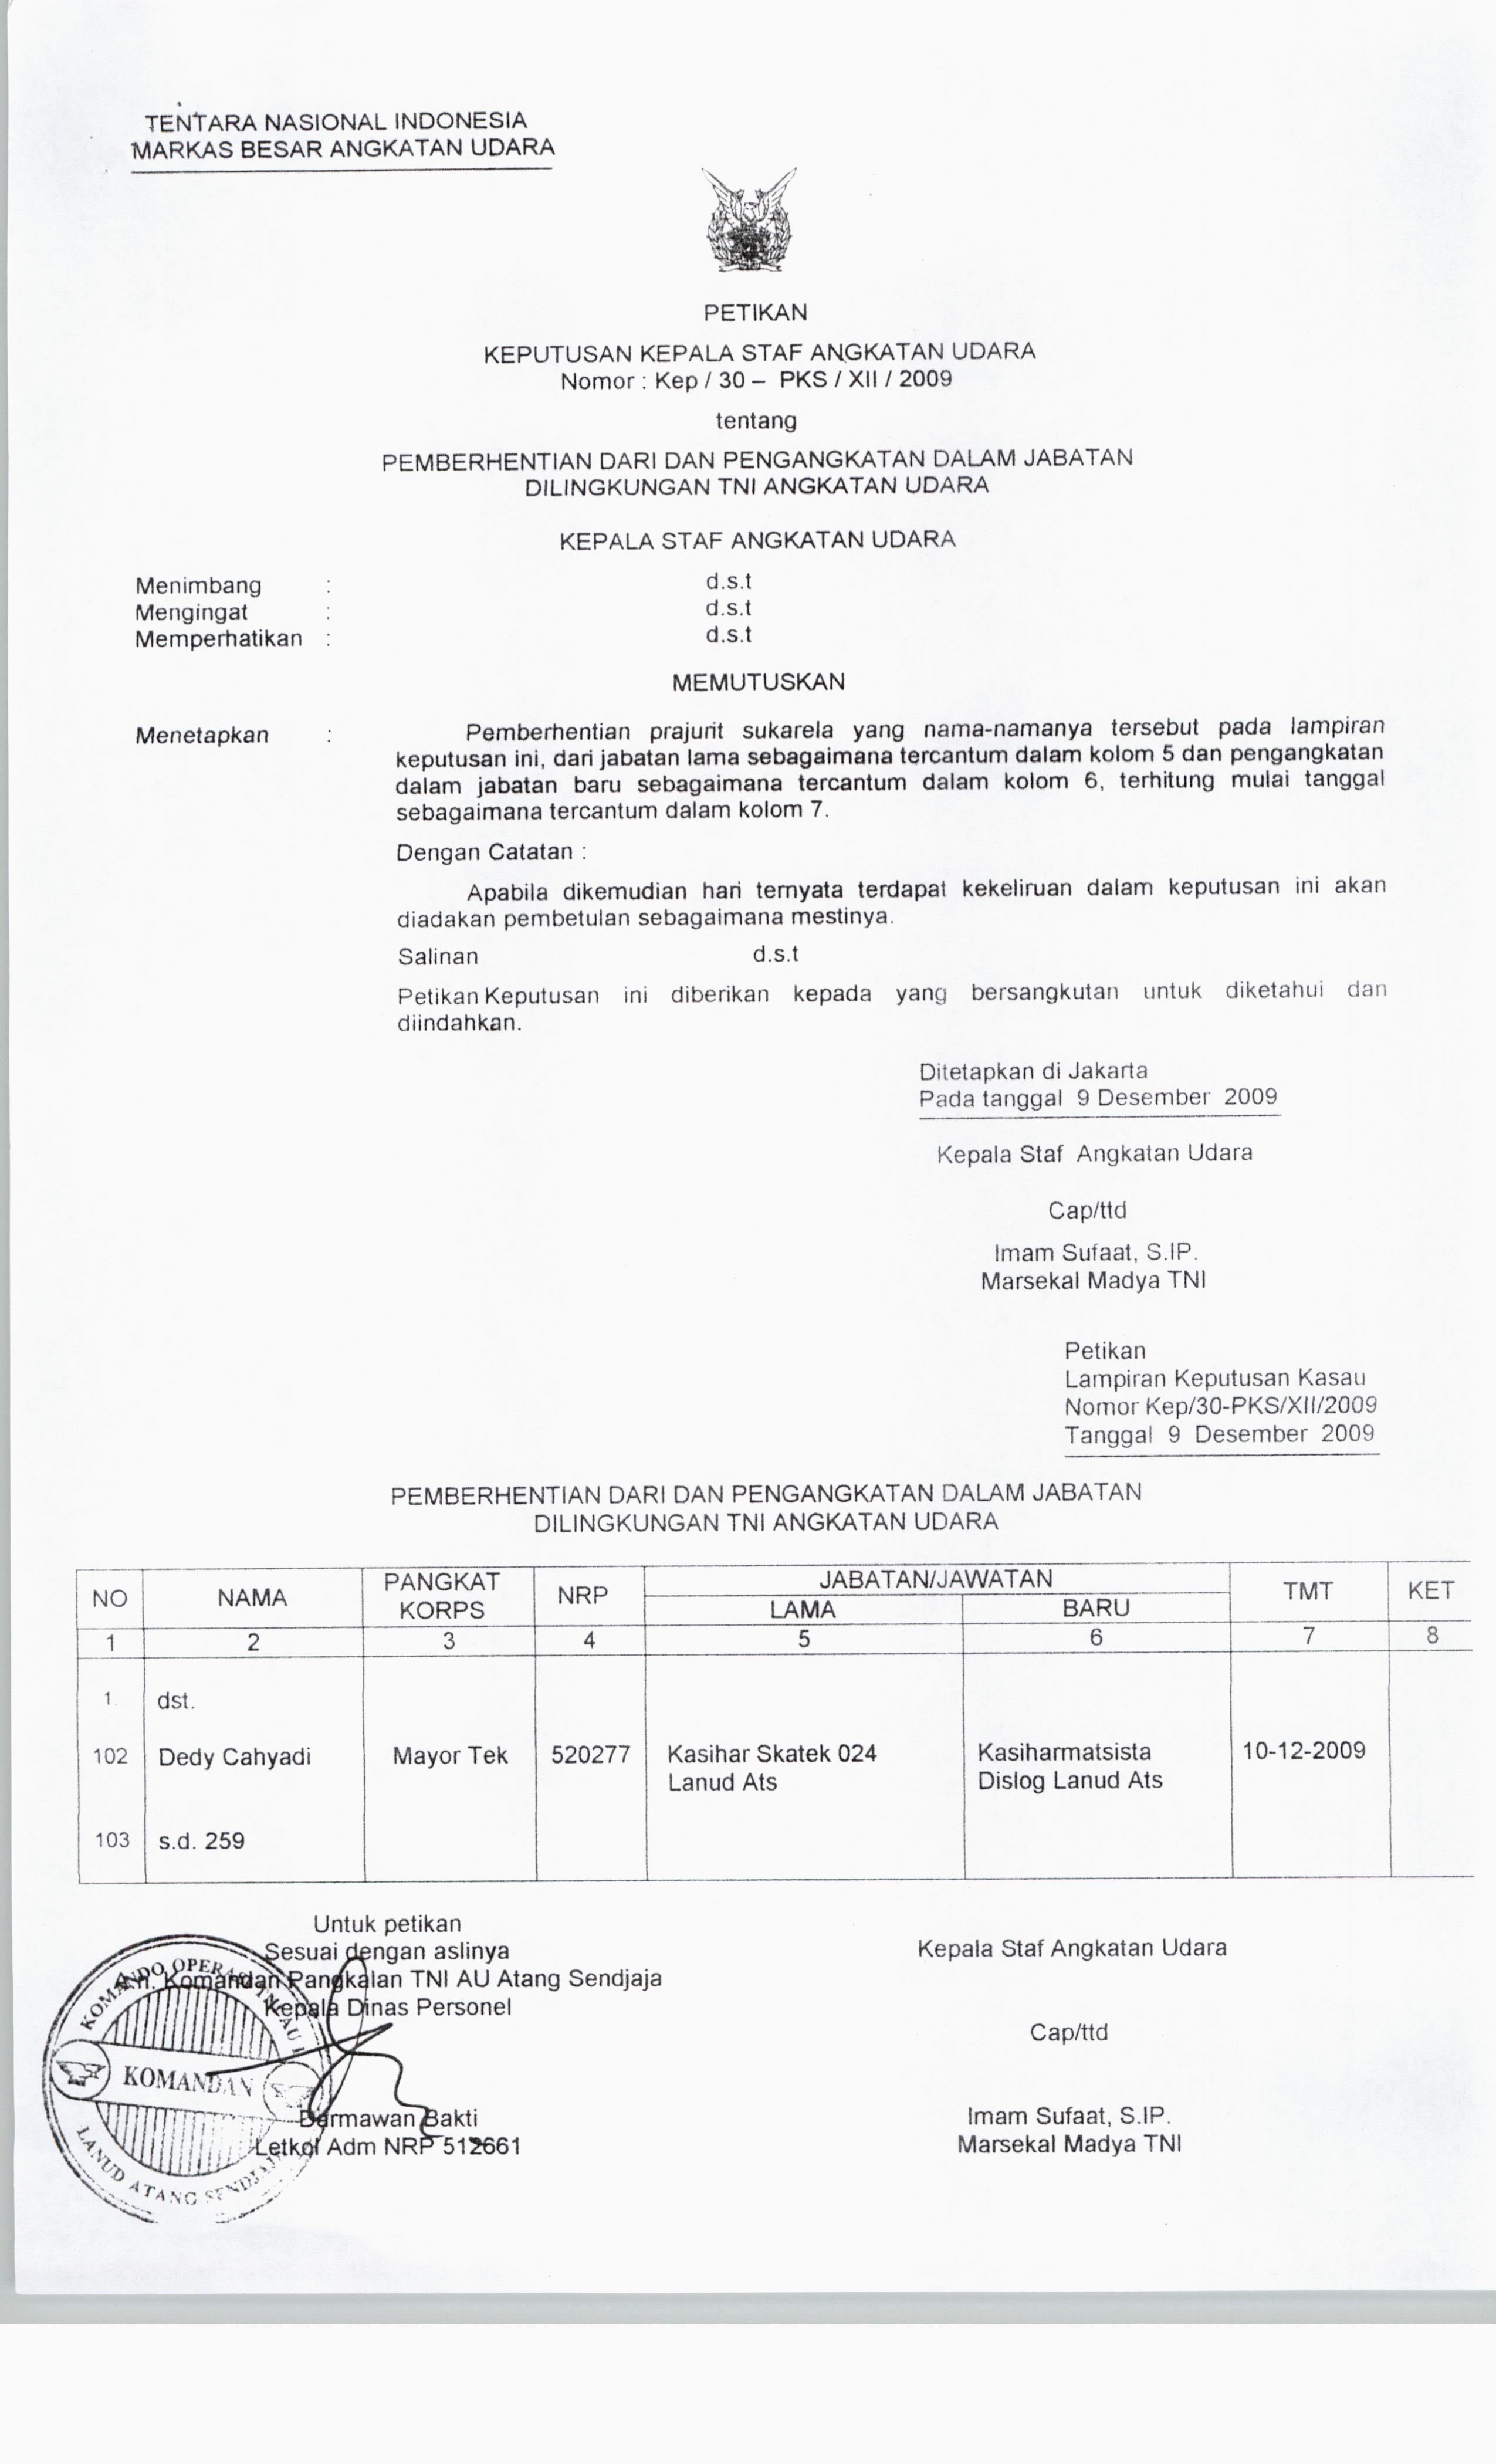 TENTARA NASIONAL INDONESIA
MARKAS BESAR ANGKATAN UDARA
PETIKAN
KEPUTUSAN KEPALA STAF ANGKATAN UDARA
Nomor : Kep / 30 – PKS / XII / 2009
tentang
PEMBERHENTIAN DARI DAN PENGANGKATAN DALAM JABATAN
DILINGKUNGAN TNI ANGKATAN UDARA
KEPALA STAF ANGKATAN UDARA
Menimbang : d.s.t
Mengingat : d.s.t
Memperhatikan : d.s.t
MEMUTUSKAN
Menetapkan : Pemberhentian prajurit sukarela yang nama-namanya tersebut pada lampiran
keputusan ini, dari jabatan lama sebagaimana tercantum dalam kolom 5 dan pengangkatan
dalam jabatan baru sebagaimana tercantum dalam kolom 6, terhitung mulai tanggal
sebagaimana tercantum dalam kolom 7.
Dengan Catatan :
Apabila dikemudian hari ternyata terdapat kekeliruan dalam keputusan ini akan
diadakan pembetulan sebagaimana mestinya.
Salinan d.s.t
Petikan Keputusan ini diberikan kepada yang bersangkutan untuk diketahui dan
diindahkan.
Ditetapkan di Jakarta
Pada tanggal 9 Desember 2009
Kepala Staf Angkatan Udara
Cap/ttd
Imam Sufaat, S.IP.
Marsekal Madya TNI
Petikan
Lampiran Keputusan Kasau
Nomor Kep/30-PKS/XII/2009
Tanggal 9 Desember 2009
PEMBERHENTIAN DARI DAN PENGANGKATAN DALAM JABATAN
DILINGKUNGAN TNI ANGKATAN UDARA
NO NAMA PANGKAT KORPS NRP JABATAN/JAWATAN TMT KET
LAMA BARU
1 2 3 4 5 6 7 8
1. dst.
102 Dedy Cahyadi Mayor Tek 520277 Kasihar Skatek 024 Kasiharmatsista 10-12-2009
Lanud Ats Dislog Lanud Ats
103 s.d. 259
Untuk petikan
Sesuai dengan aslinya
A.n. Komandan Pangkalan TNI AU Atang Sendjaja
Kepala Dinas Personel
Darmawan Bakti
Letkol Adm NRP 512661
Kepala Staf Angkatan Udara
Cap/ttd
Imam Sufaat, S.IP.
Marsekal Madya TNI
KOMANDO OPERASI TNI AU I
KOMANDAN
LANUD ATANG SENDJAJA